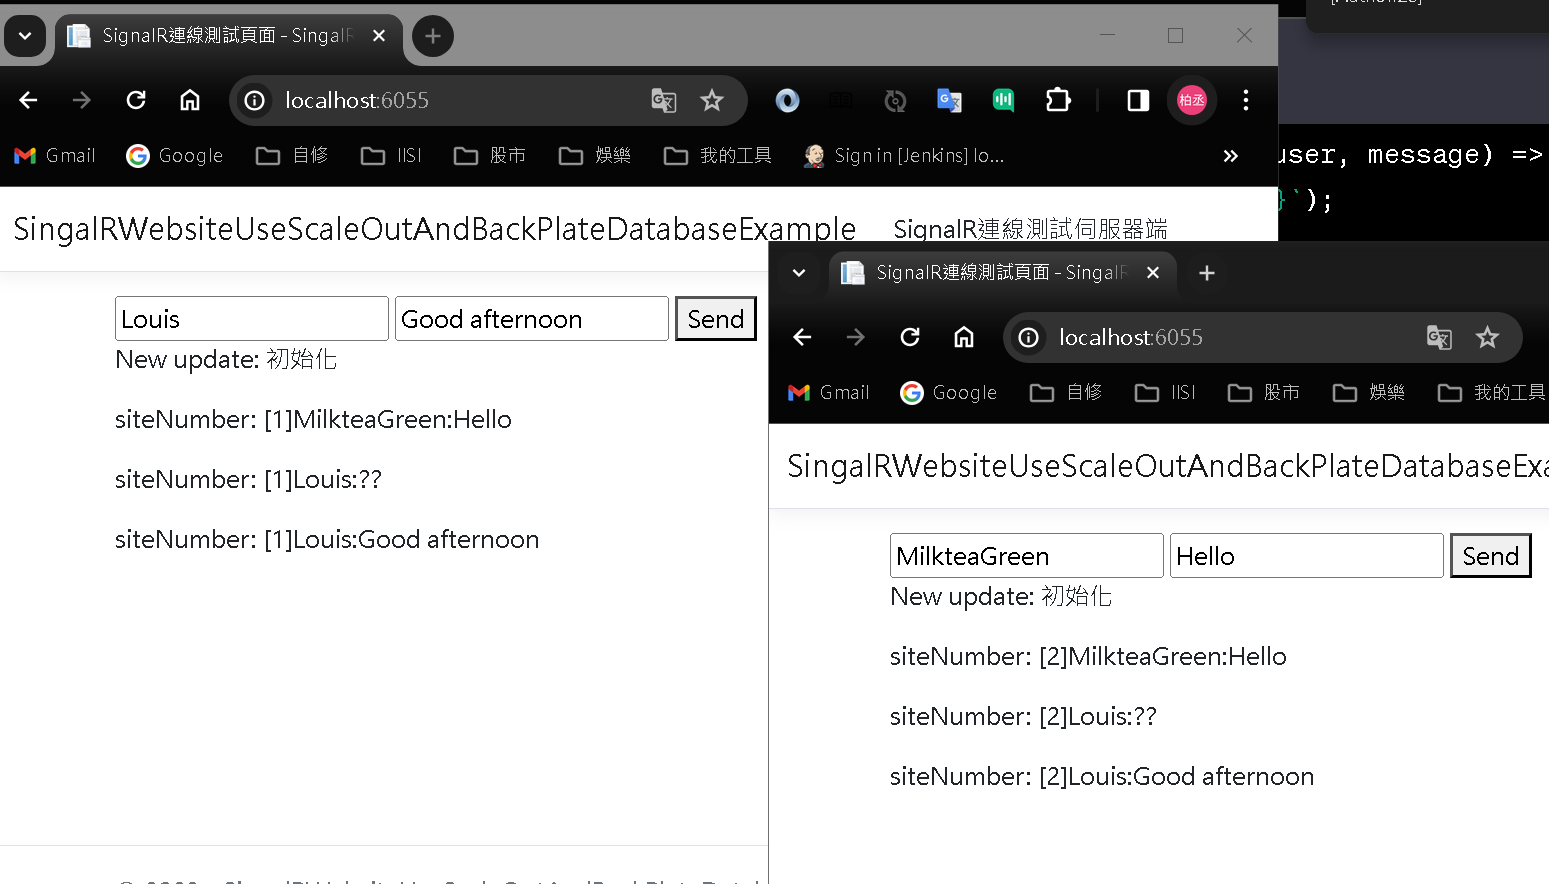 SignalR連線測試頁面 - SingalR
localhost:6055
柏丞
Gmail Google 自修 IISI 股市 娛樂 我的工具 Sign in [Jenkins] lo...
user, message) =>
}`);
SingalRWebsiteUseScaleOutAndBackPlateDatabaseExample SignalR連線測試伺服器端
Louis Good afternoon Send
New update: 初始化
siteNumber: [1]MilkteaGreen:Hello
siteNumber: [1]Louis:??
siteNumber: [1]Louis:Good afternoon
SignalR連線測試頁面 - SingalR
localhost:6055
Gmail Google 自修 IISI 股市 娛樂 我的工具
SingalRWebsiteUseScaleOutAndBackPlateDatabaseExa
MilkteaGreen Hello Send
New update: 初始化
siteNumber: [2]MilkteaGreen:Hello
siteNumber: [2]Louis:??
siteNumber: [2]Louis:Good afternoon